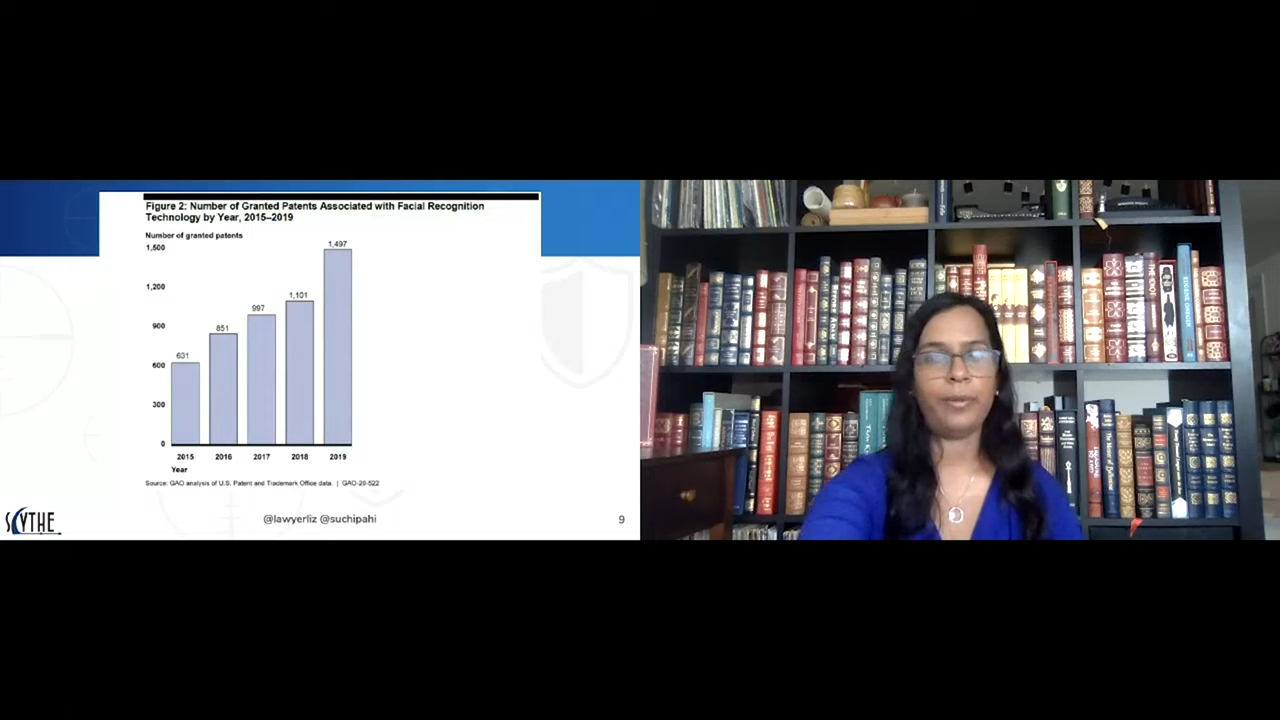 Figure 2: Number of Granted Patents Associated with Facial Recognition
Technology by Year, 2015–2019
Number of granted patents
1,500
1,200
900
600
300
0
631
851
997
1,101
1,497
2015 2016 2017 2018 2019
Year
Source: GAO analysis of U.S. Patent and Trademark Office data. | GAO-20-522
SCYTHE
@lawyerliz @suchipahi
9